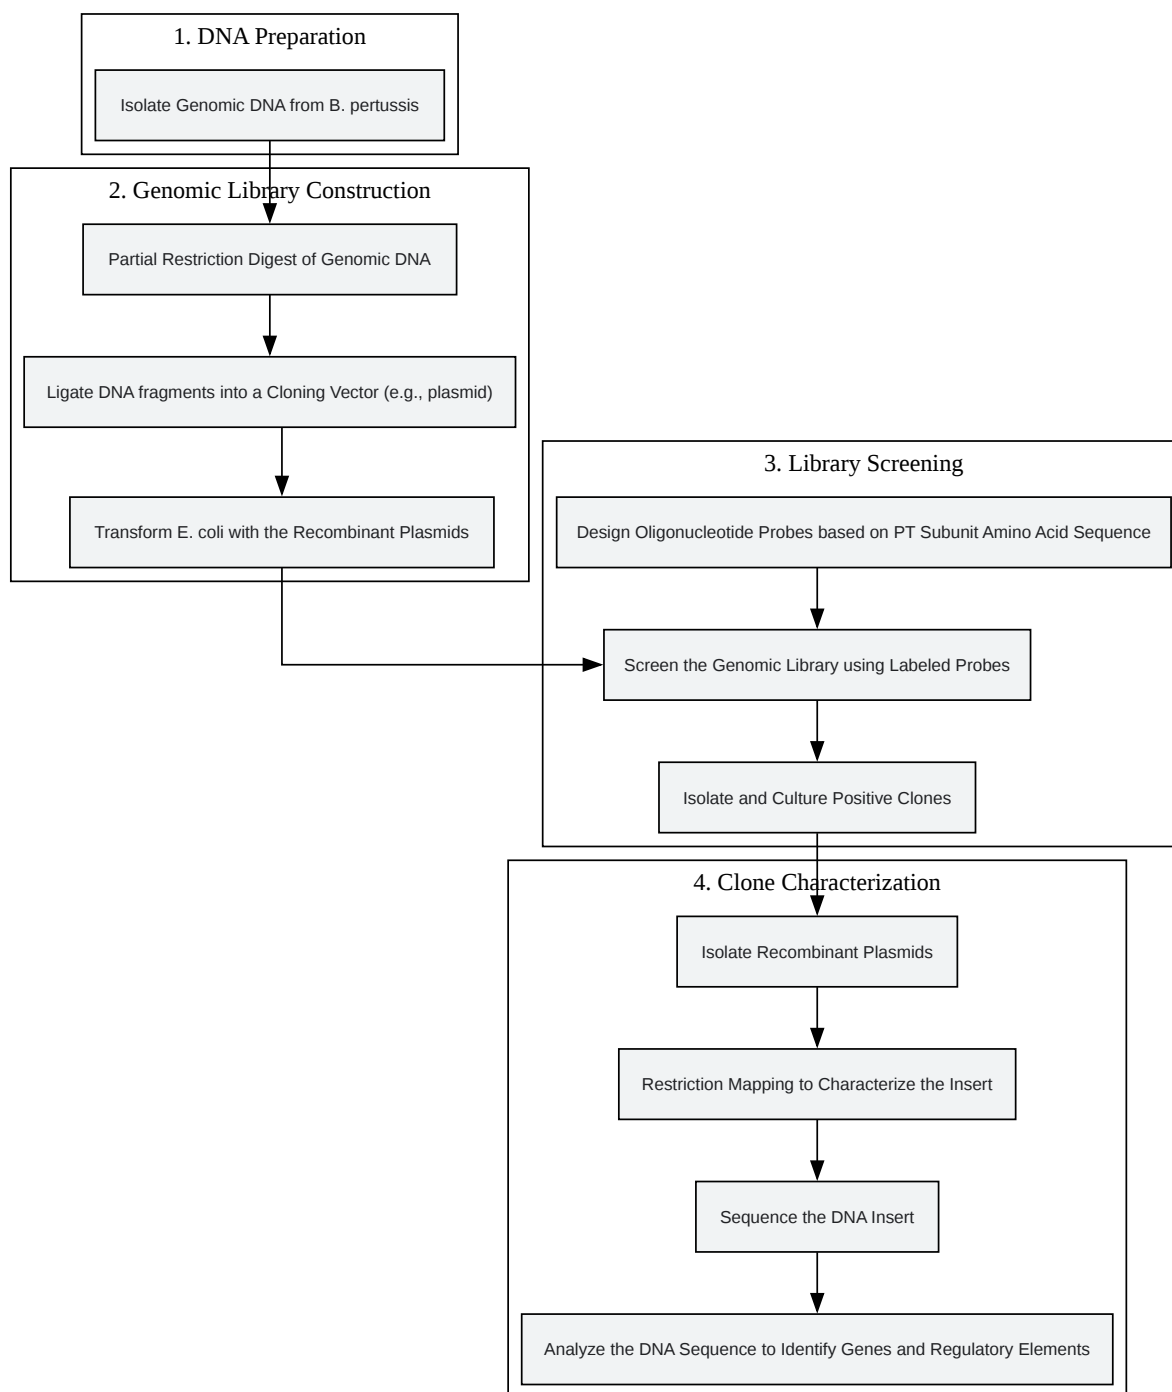 1. DNA Preparation
Isolate Genomic DNA from B. pertussis
2. Genomic Library Construction
Partial Restriction Digest of Genomic DNA
Ligate DNA fragments into a Cloning Vector (e.g., plasmid)
Transform E. coli with the Recombinant Plasmids
3. Library Screening
Design Oligonucleotide Probes based on PT Subunit Amino Acid Sequence
Screen the Genomic Library using Labeled Probes
Isolate and Culture Positive Clones
4. Clone Characterization
Isolate Recombinant Plasmids
Restriction Mapping to Characterize the Insert
Sequence the DNA Insert
Analyze the DNA Sequence to Identify Genes and Regulatory Elements